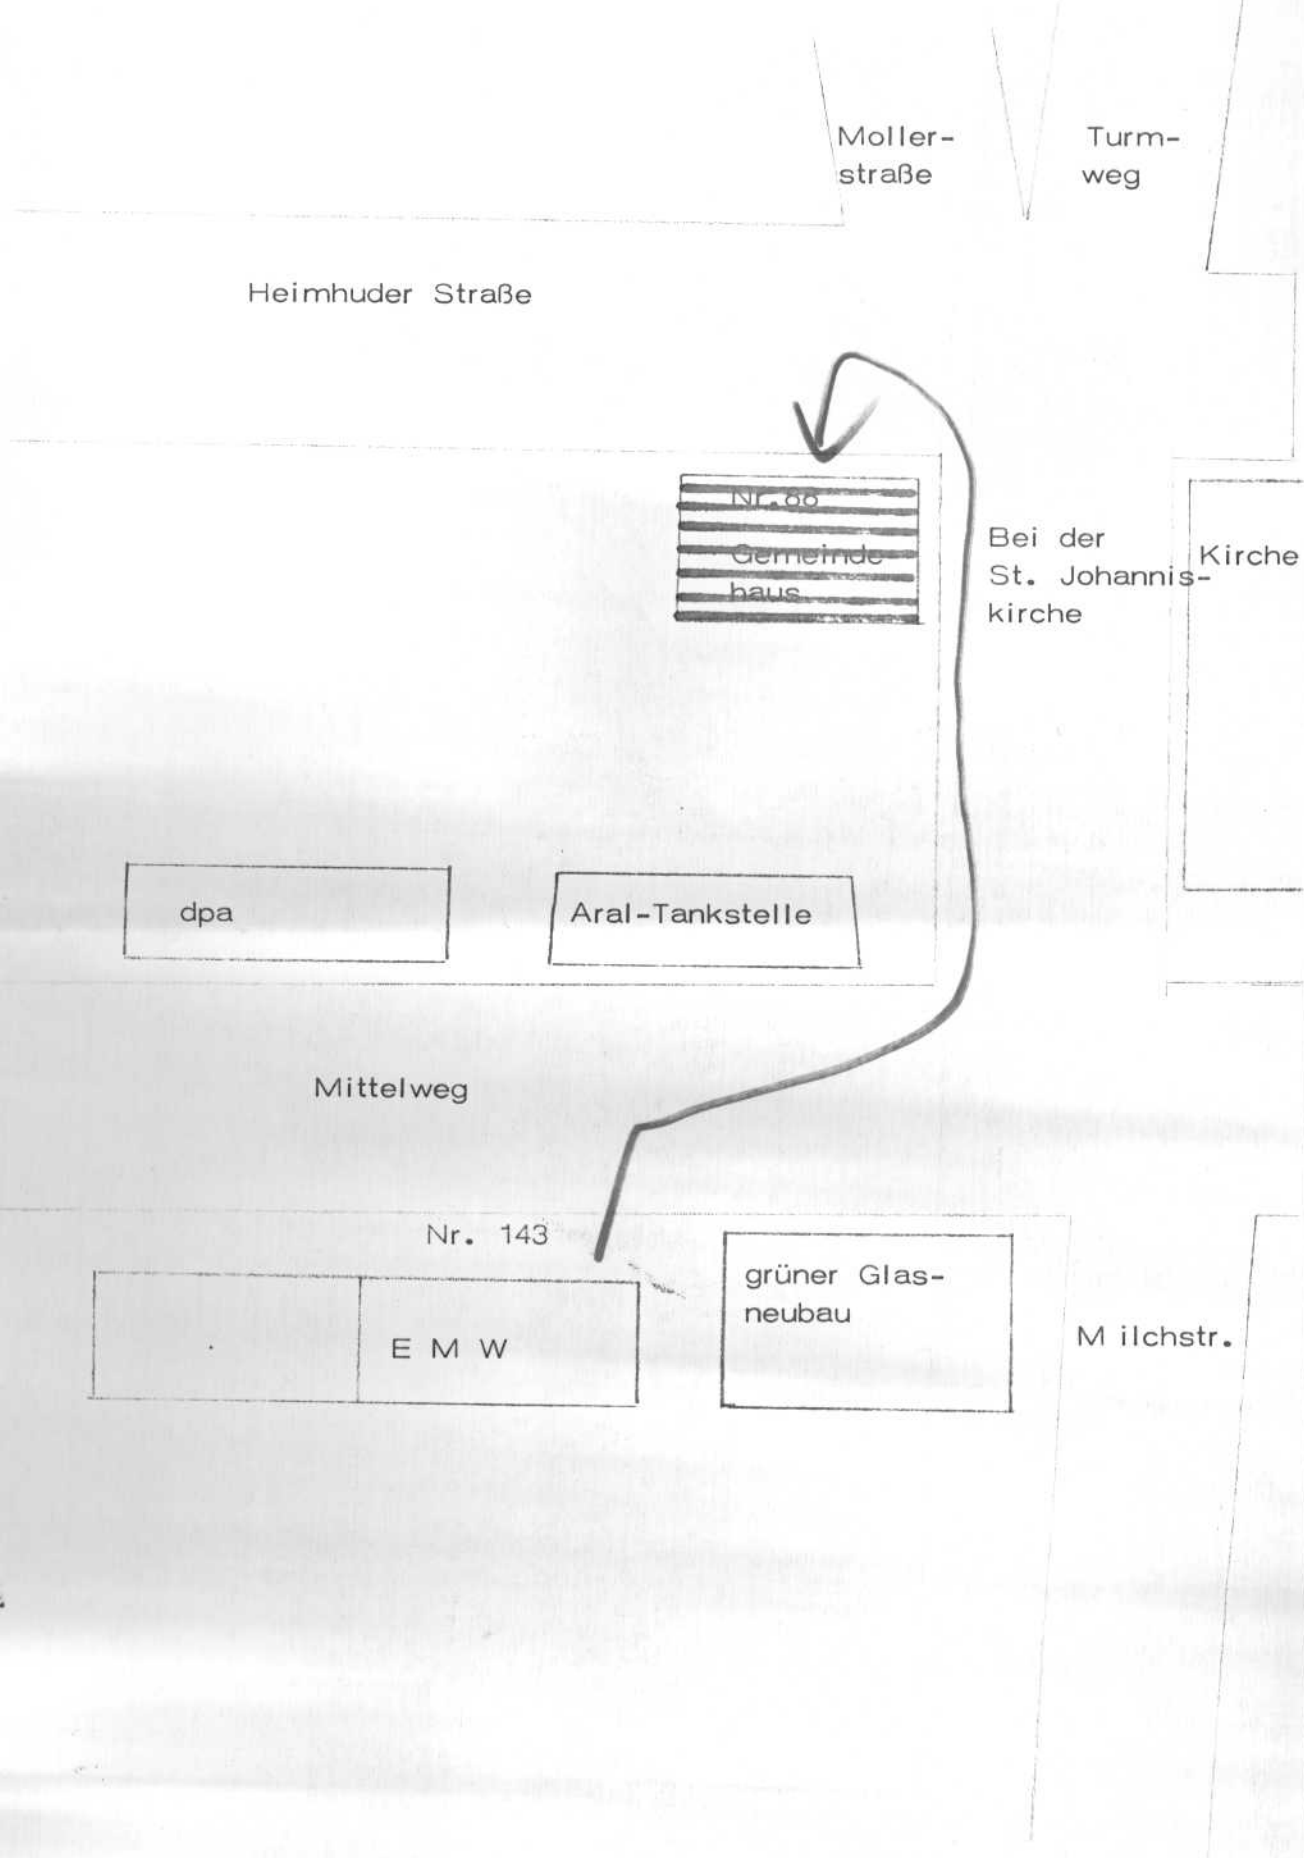 Moller-
straße
Turm-
weg
Heimhuder Straße
Nr.
Gemeinde
haus
Bei der
St. Johannis-
kirche
Kirche
dpa
Aral-Tankstelle
Mittelweg
Nr. 143
E M W
grüner Glas-
neubau
M ilchstr.